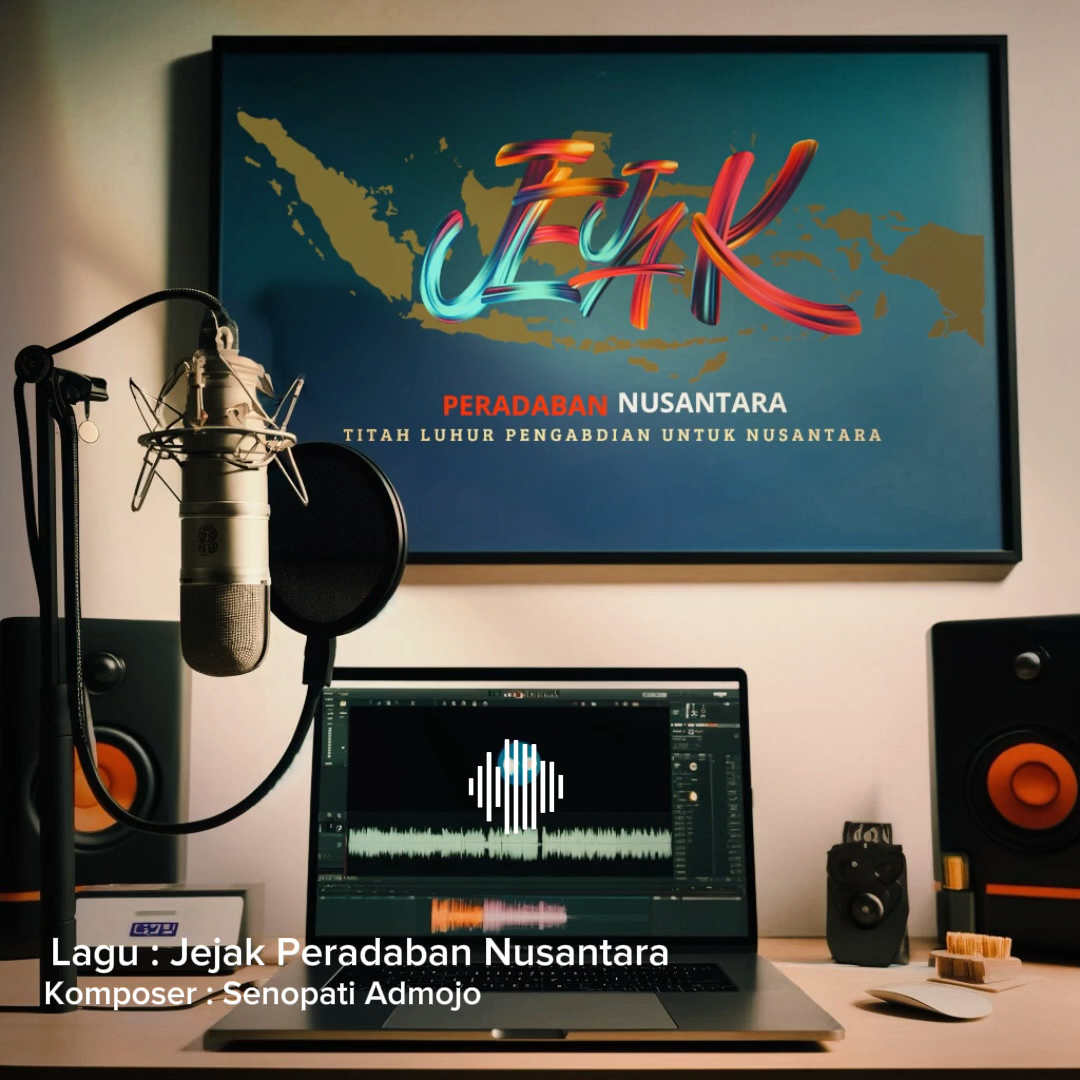 JEJAK
PERADABAN NUSANTARA
TITAH LUHUR PENGABDIAN UNTUK NUSANTARA
Lagu : Jejak Peradaban Nusantara
Komposer : Senopati Admojo